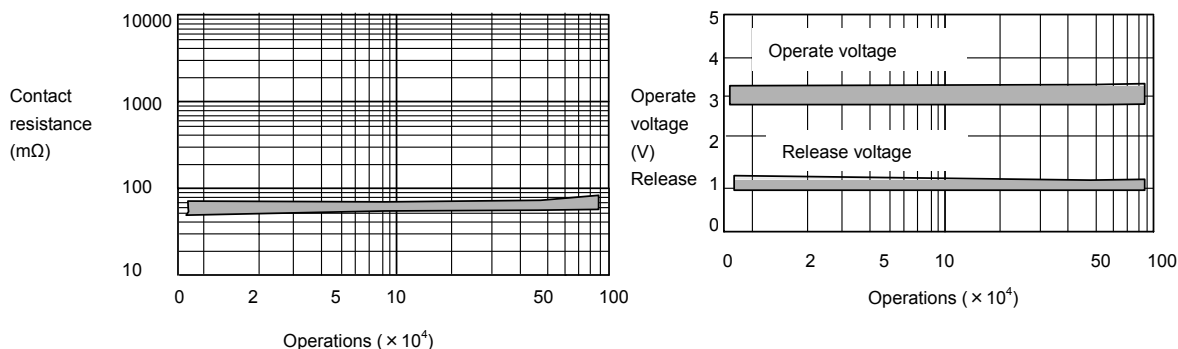 10000
1000
100
10
Contact
resistance
(mΩ)
0 2 5 10 50 100
Operations ( × 10⁴)
5
4
3
2
1
0
Operate
voltage
(V)
Release
Operate voltage
Release voltage
0 2 5 10 50 100
Operations ( × 10⁴)